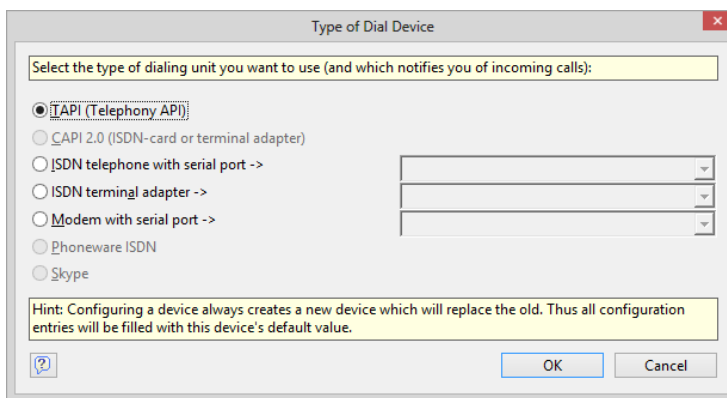 Type of Dial Device
Select the type of dialing unit you want to use (and which notifies you of incoming calls):
TAPI (Telephony API)
CAPI 2.0 (ISDN-card or terminal adapter)
ISDN telephone with serial port ->
ISDN terminal adapter ->
Modem with serial port ->
Phoneware ISDN
Skype
Hint: Configuring a device always creates a new device which will replace the old. Thus all configuration
entries will be filled with this device's default value.
OK Cancel